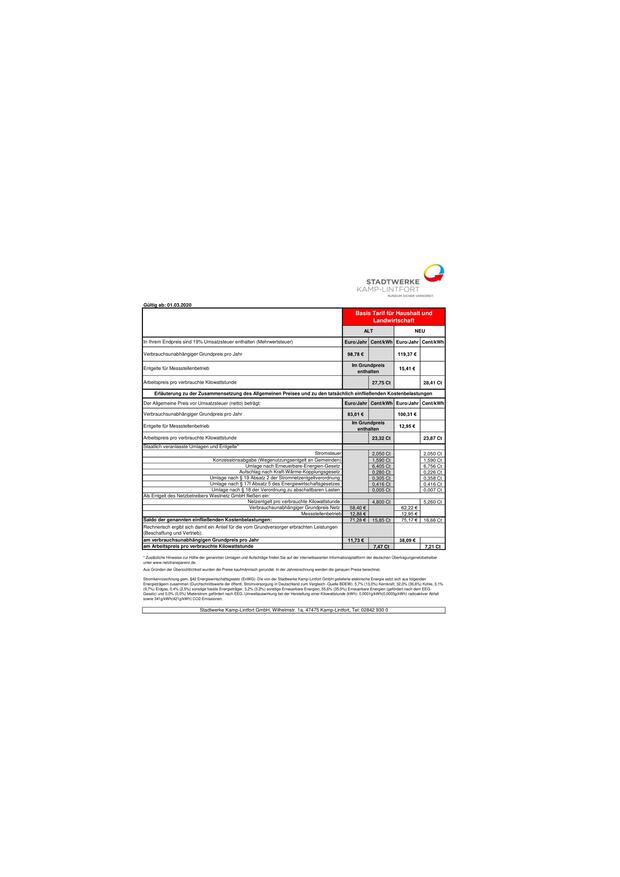 STADTWERKE
KAMP-LINTFORT
RUNDUM SICHER VERSORGT.
Gültig ab: 01.03.2020
Basis Tarif für Haushalt und
Landwirtschaft
ALT NEU
In Ihrem Endpreis sind 19% Umsatzsteuer enthalten (Mehrwertsteuer) Euro/Jahr Cent/kWh Euro/Jahr Cent/kWh
Verbrauchsunabhängiger Grundpreis pro Jahr 98,78 € 119,37 €
Entgelte für Messstellenbetrieb Im Grundpreis enthalten 15,41 €
Arbeitspreis pro verbrauchte Kilowattstunde 27,75 Ct 28,41 Ct
Erläuterung zu der Zusammensetzung des Allgemeinen Preises und zu den tatsächlich einfließenden Kostenbelastungen
Der Allgemeine Preis vor Umsatzsteuer (netto) beträgt: Euro/Jahr Cent/kWh Euro/Jahr Cent/kWh
Verbrauchsunabhängiger Grundpreis pro Jahr 83,01 € 100,31 €
Entgelte für Messstellenbetrieb Im Grundpreis enthalten 12,95 €
Arbeitspreis pro verbrauchte Kilowattstunde 23,32 Ct 23,87 Ct
Staatlich veranlasste Umlagen und Entgelte*
Stromsteuer 2,050 Ct 2,050 Ct
Konzessionsabgabe (Wegenutzungsentgelt an Gemeinden) 1,590 Ct 1,590 Ct
Umlage nach Erneuerbare-Energien-Gesetz 6,405 Ct 6,756 Ct
Aufschlag nach Kraft-Wärme-Kopplungsgesetz 0,280 Ct 0,226 Ct
Umlage nach § 19 Absatz 2 der Stromnetzentgeltverordnung 0,305 Ct 0,358 Ct
Umlage nach § 17f Absatz 5 des Energiewirtschaftsgesetzes 0,416 Ct 0,416 Ct
Umlage nach § 18 der Verordnung zu abschaltbaren Lasten 0,005 Ct 0,007 Ct
Als Entgelt des Netzbetreibers Westnetz GmbH fließen ein:
Netzentgelt pro verbrauchte Kilowattstunde 4,800 Ct 5,260 Ct
Verbrauchsunabhängiger Grundpreis Netz 58,40 € 62,22 €
Messstellenbetrieb 12,88 € 12,95 €
Saldo der genannten einfließenden Kostenbelastungen: 71,28 € 15,85 Ct 75,17 € 16,66 Ct
Rechnerisch ergibt sich damit ein Anteil für die vom Grundversorger erbrachten Leistungen
(Beschaffung und Vertrieb):
am verbrauchsunabhängigen Grundpreis pro Jahr: 11,73 € 38,09 €
am Arbeitspreis pro verbrauchte Kilowattstunde 7,47 Ct 7,21 Ct
* Zusätzliche Hinweise zur Höhe der genannten Umlagen und Aufschläge finden Sie auf der internetbasierten Informationsplattform der deutschen Übertragungsnetzbetreiber
unter www.netztransparenz.de.
Aus Gründen der Übersichtlichkeit wurden die Preise kaufmännisch gerundet. In der Jahresrechnung werden die genauen Preise berechnet.
Stromkennzeichnung gem. §42 Energiewirtschaftsgesetz (EnWG): Die von der Stadtwerke Kamp-Lintfort GmbH gelieferte elektrische Energie setzt sich aus folgenden
Energieträgern zusammen (Durchschnittswerte der öffentl. Stromversorgung in Deutschland zum Vergleich -Quelle BDEW): 5,7% (13,5%) Kernkraft, 32,0% (36,6%) Kohle, 3,1%
(8,7%) Erdgas, 0,4% (2,5%) sonstige fossile Energieträger, 3,2% (3,2%) sonstige Erneuerbare Energien, 55,6% (35,0%) Erneuerbare Energien (gefördert nach dem EEG
Gesetz) und 0,0% (0,0%) Mieterstrom gefördert nach EEG. Umweltauswirkung bei der Herstellung einer Kilowattstunde (kWh): 0,0001g/kWh(0,0003g/kWh) radioaktiver Abfall
sowie 341g/kWh(421g/kWh) CO2 Emissionen.
Stadtwerke Kamp-Lintfort GmbH, Wilhelmstr. 1a, 47475 Kamp-Lintfort, Tel: 02842 930 0